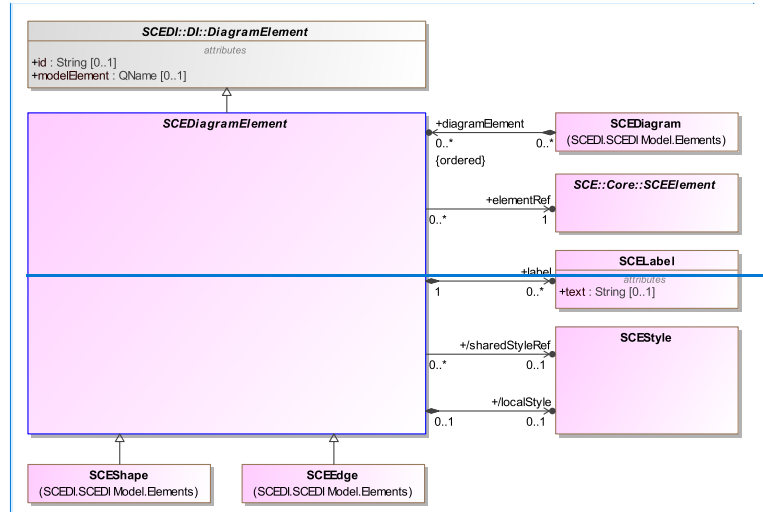 SCEDI::DI::DiagramElement
attributes
+id : String [0..1]
+modelElement : QName [0..1]
SCEDiagramElement
+diagramElement
0..*
0..*
{ordered}
SCEDiagram
(SCEDI.SCEDI Model.Elements)
+elementRef
0..*
1
SCE::Core::SCEElement
+label
1
0..*
SCELabel
attributes
+text : String [0..1]
+/sharedStyleRef
0..*
0..1
SCEStyle
+/localStyle
0..1
0..1
SCEShape
(SCEDI.SCEDI Model.Elements)
SCEEdge
(SCEDI.SCEDI Model.Elements)